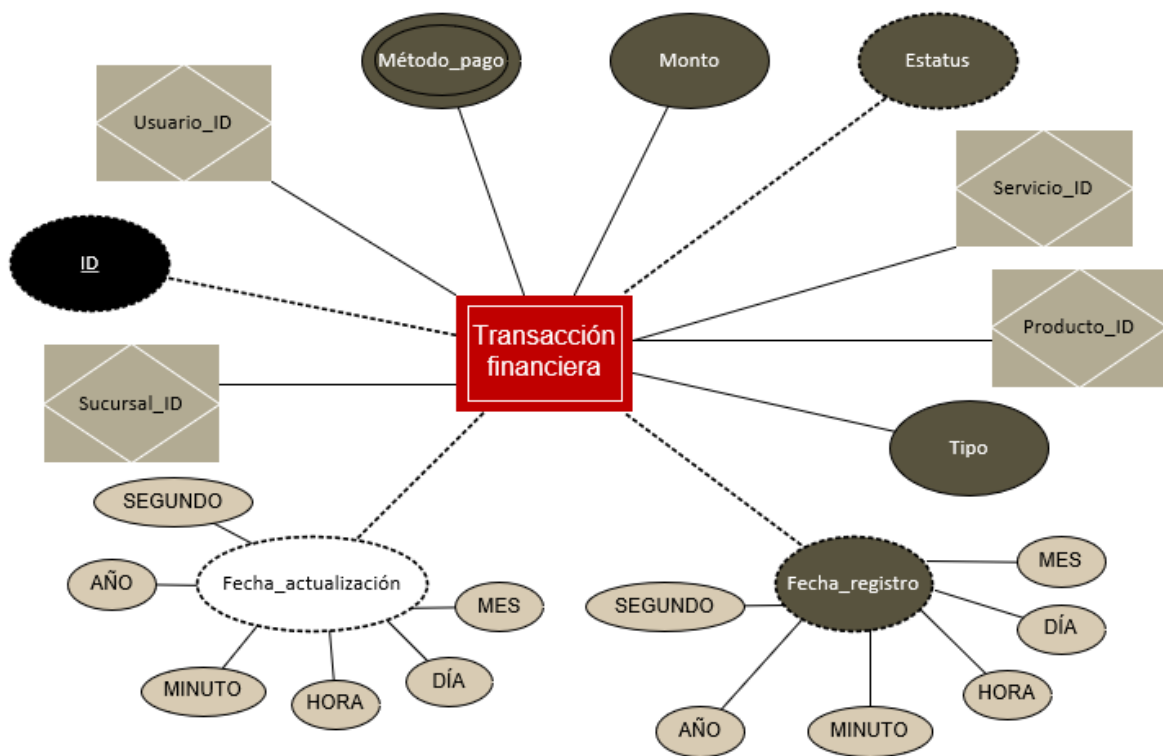 Método_pago
Monto
Estatus
Usuario_ID
Servicio_ID
ID
Transacción
financiera
Producto_ID
Sucursal_ID
Tipo
SEGUNDO
AÑO
Fecha_actualización
MES
MINUTO
HORA
DÍA
Fecha_registro
MES
SEGUNDO
DÍA
HORA
AÑO
MINUTO